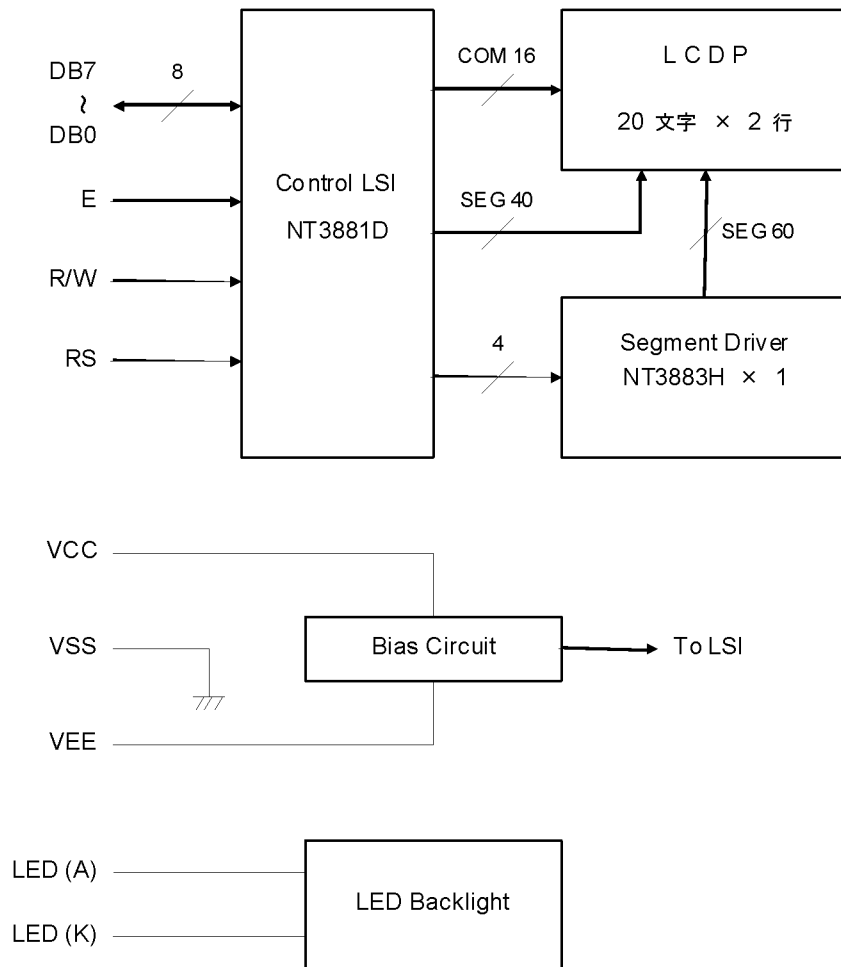 DB7
~
DB0
8
E
R/W
RS
Control LSI
NT3881D
COM 16
SEG 40
4
L C D P
20 文字 × 2 行
SEG 60
Segment Driver
NT3883H × 1
VCC
VSS
VEE
Bias Circuit
To LSI
LED (A)
LED (K)
LED Backlight